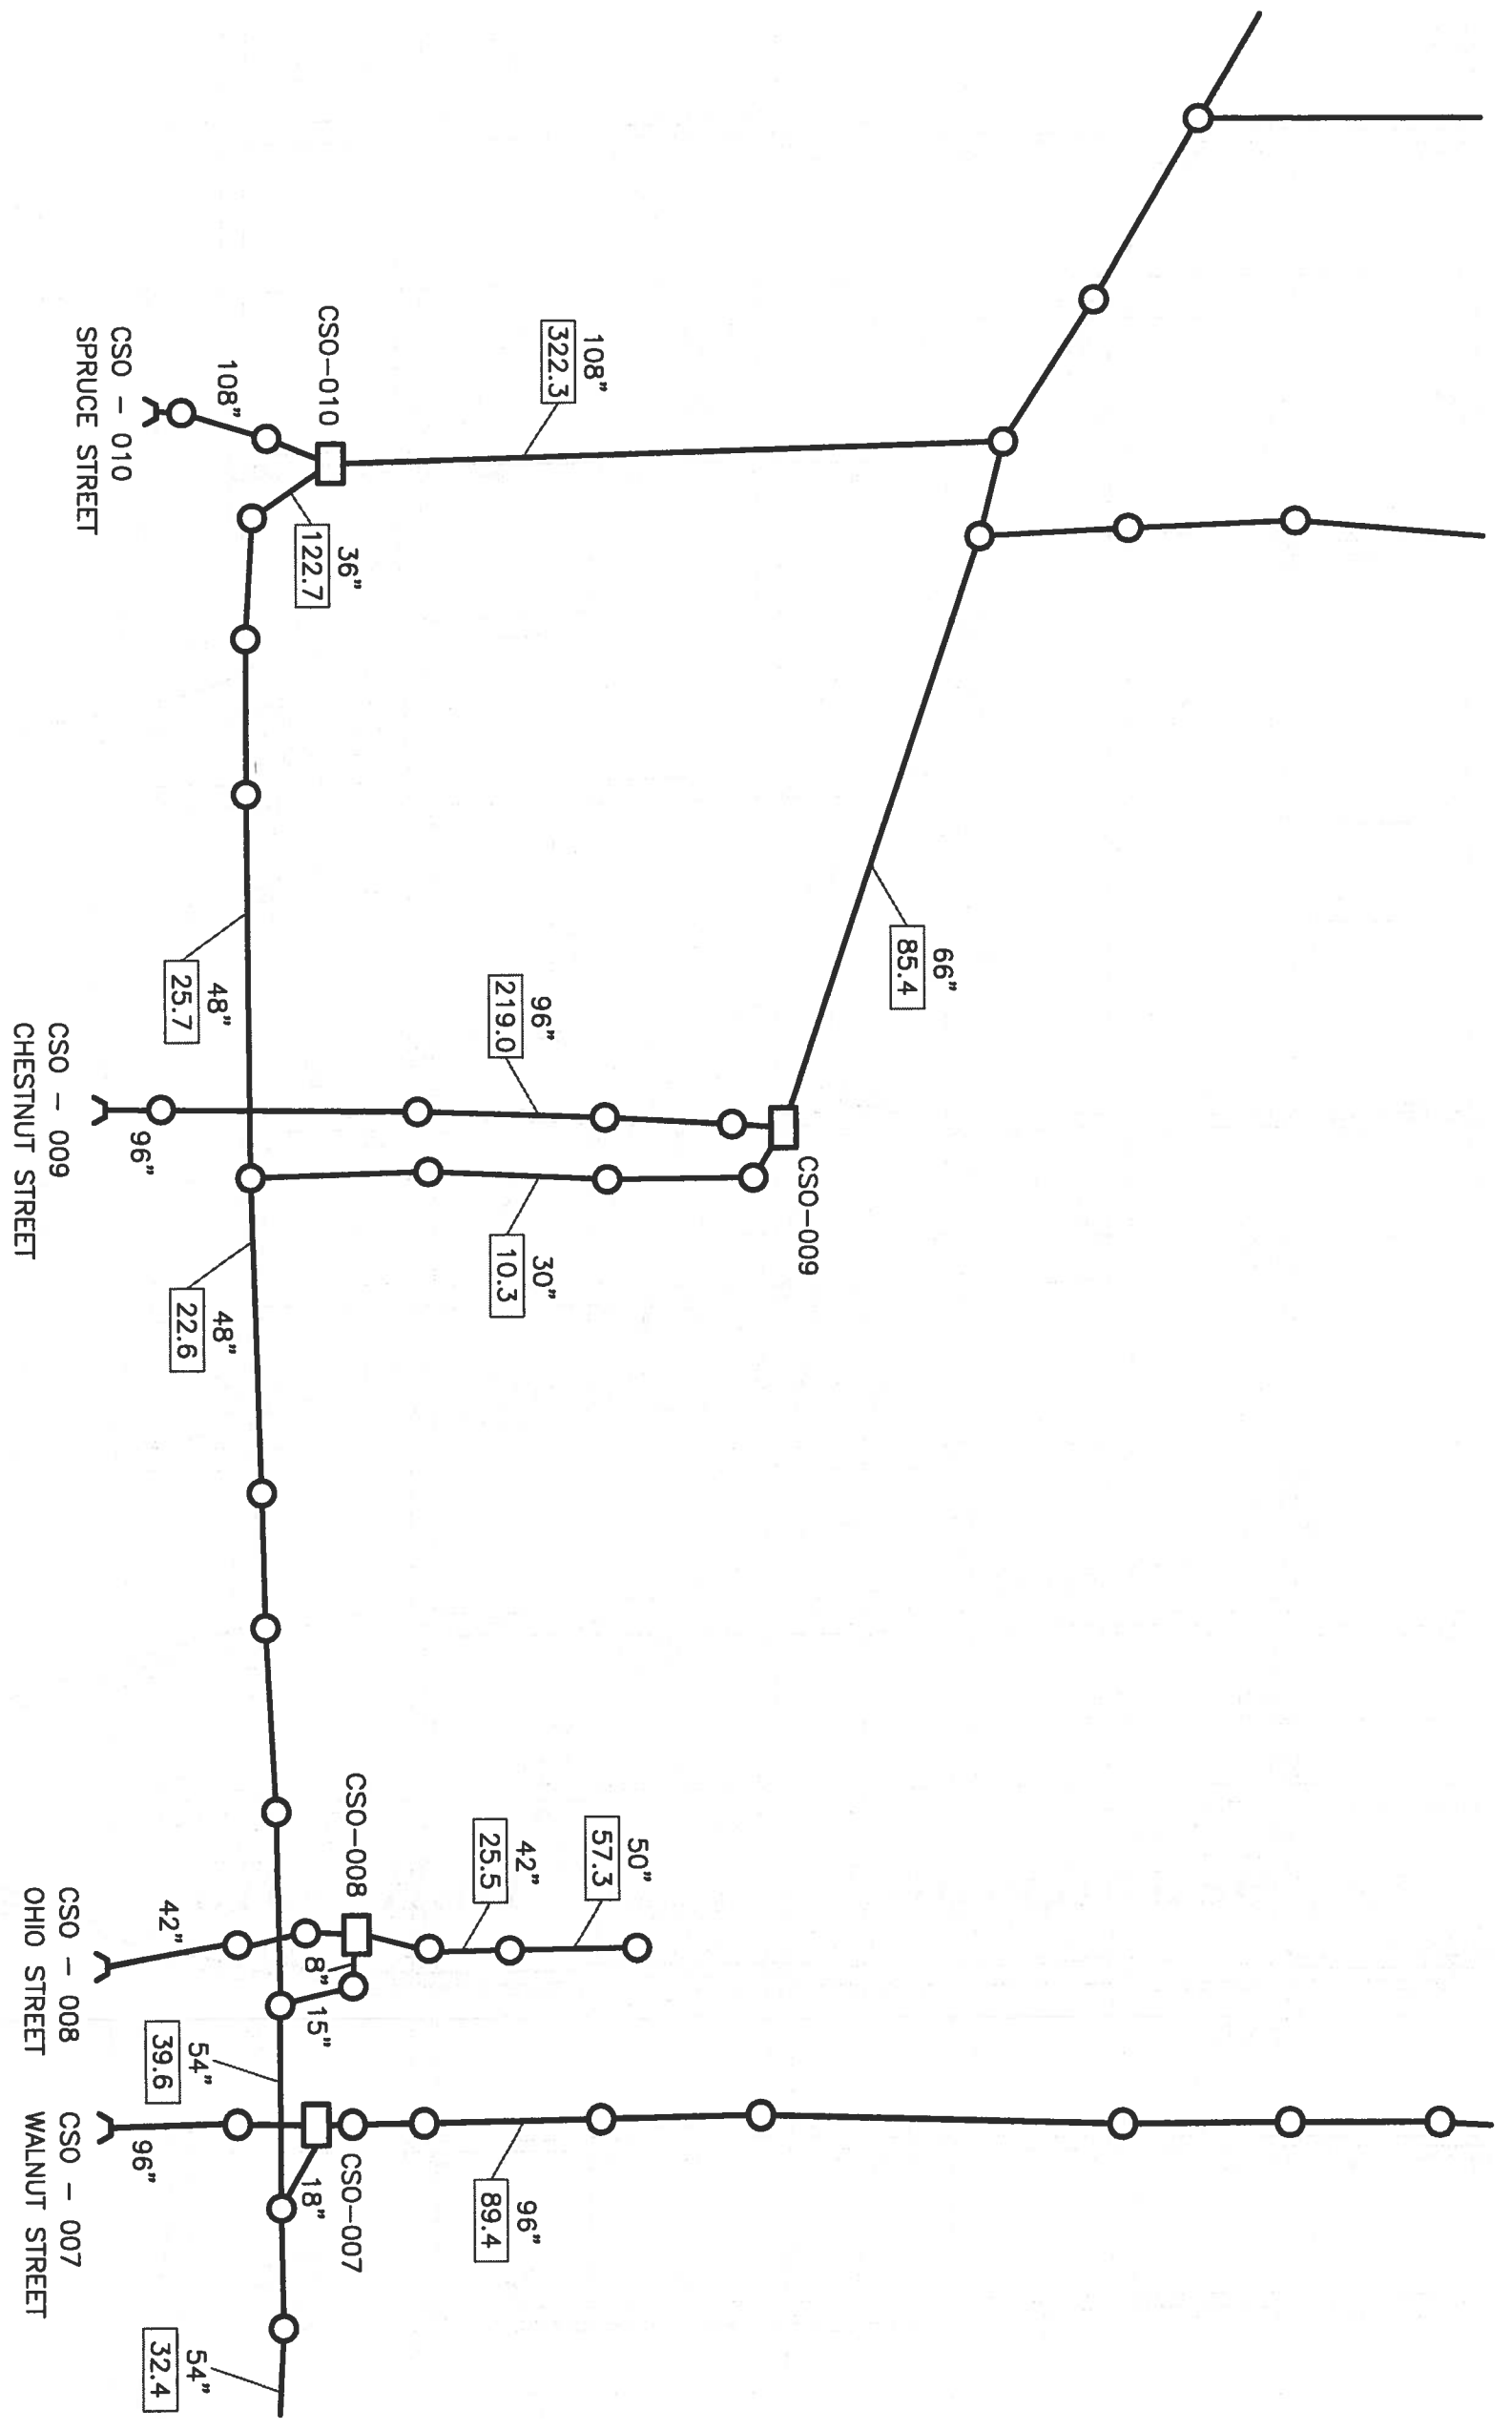 108”
322.3
CSO-010
108”
CSO - 010
SPRUCE STREET
36”
122.7
66”
85.4
96”
219.0
48”
25.7
CSO - 009
CHESTNUT STREET
96”
CSO-009
30”
10.3
48”
22.6
50”
57.3
42”
25.5
CSO-008
42”
CSO - 008
OHIO STREET
8”
15”
54”
39.6
CSO - 007
WALNUT STREET
96”
18”
CSO-007
96”
89.4
54”
32.4